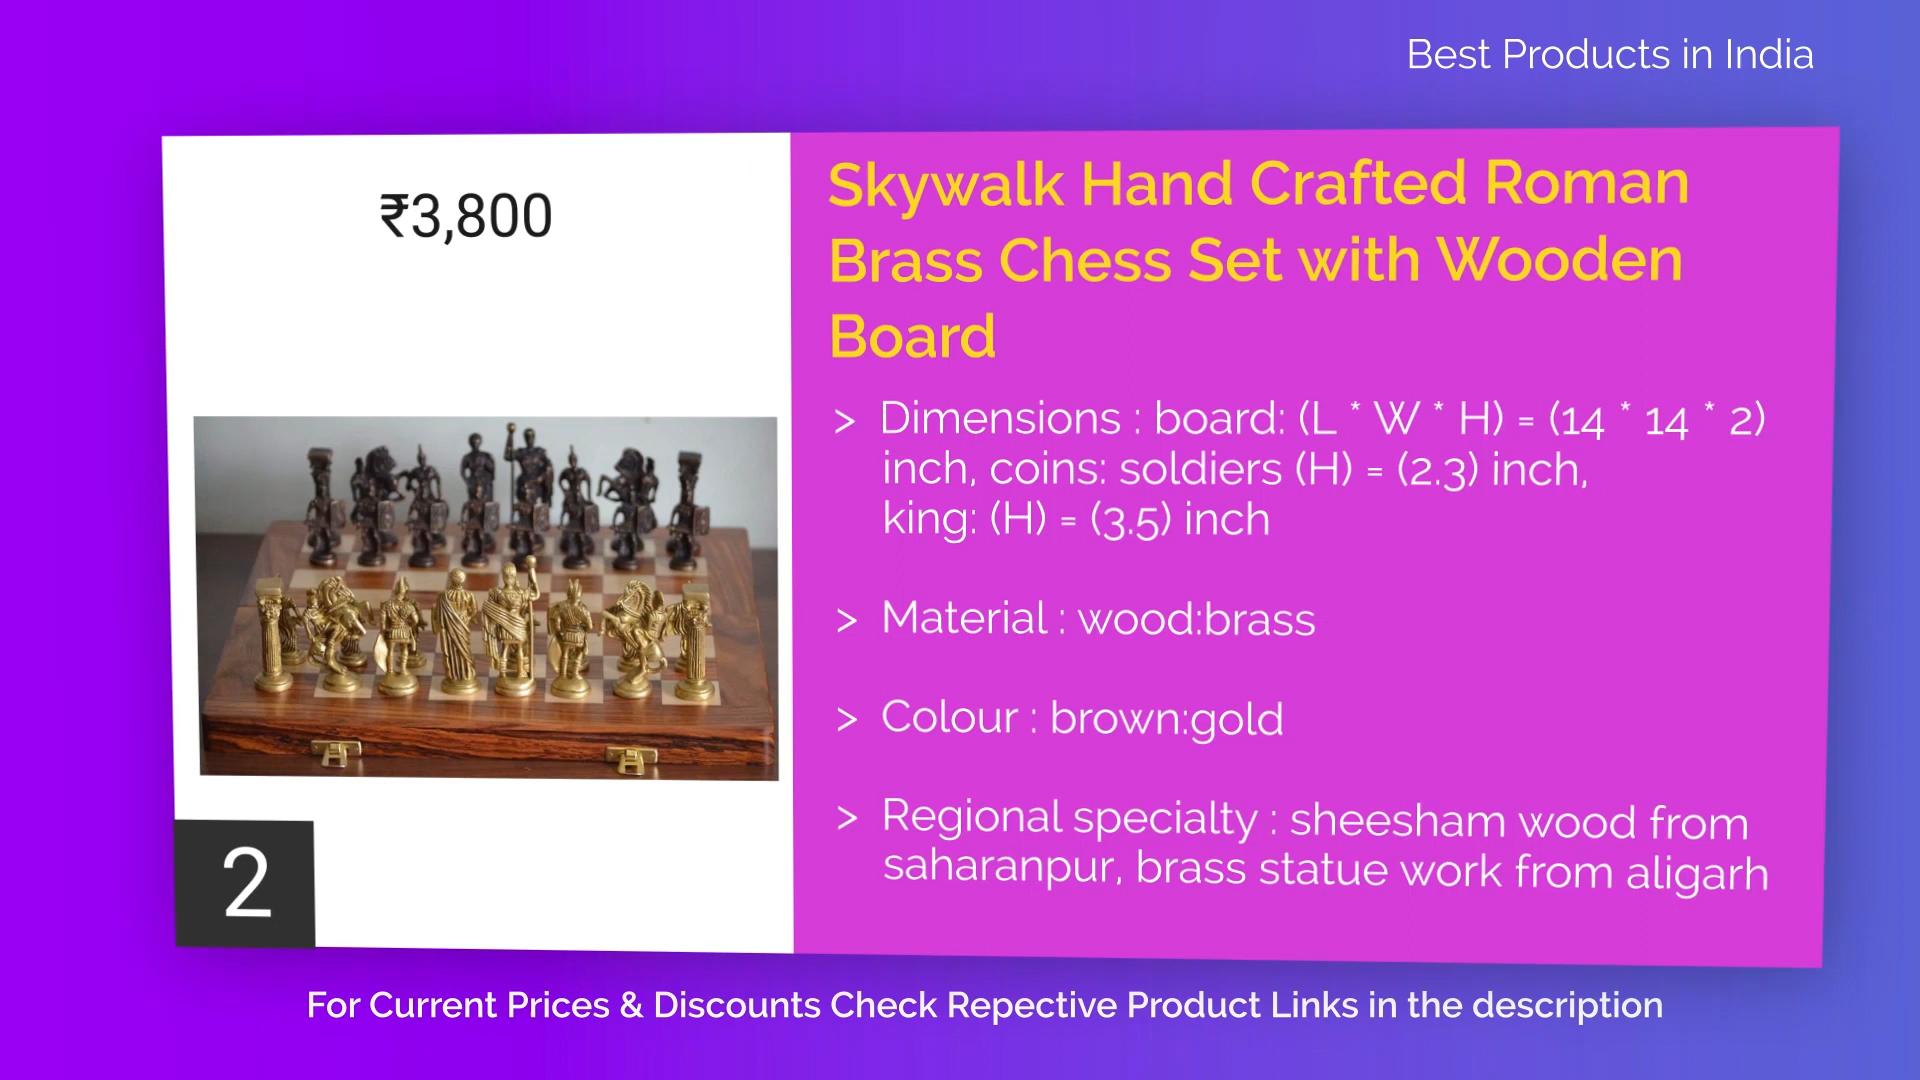 Best Products in India
₹3,800
Skywalk Hand Crafted Roman
Brass Chess Set with Wooden
Board
> Dimensions : board: (L * W * H) = (14 * 14 * 2)
inch, coins: soldiers (H) = (2.3) inch,
king: (H) = (3.5) inch
> Material : wood:brass
> Colour : brown:gold
> Regional specialty : sheesham wood from
saharanpur, brass statue work from aligarh
2
For Current Prices & Discounts Check Repective Product Links in the description